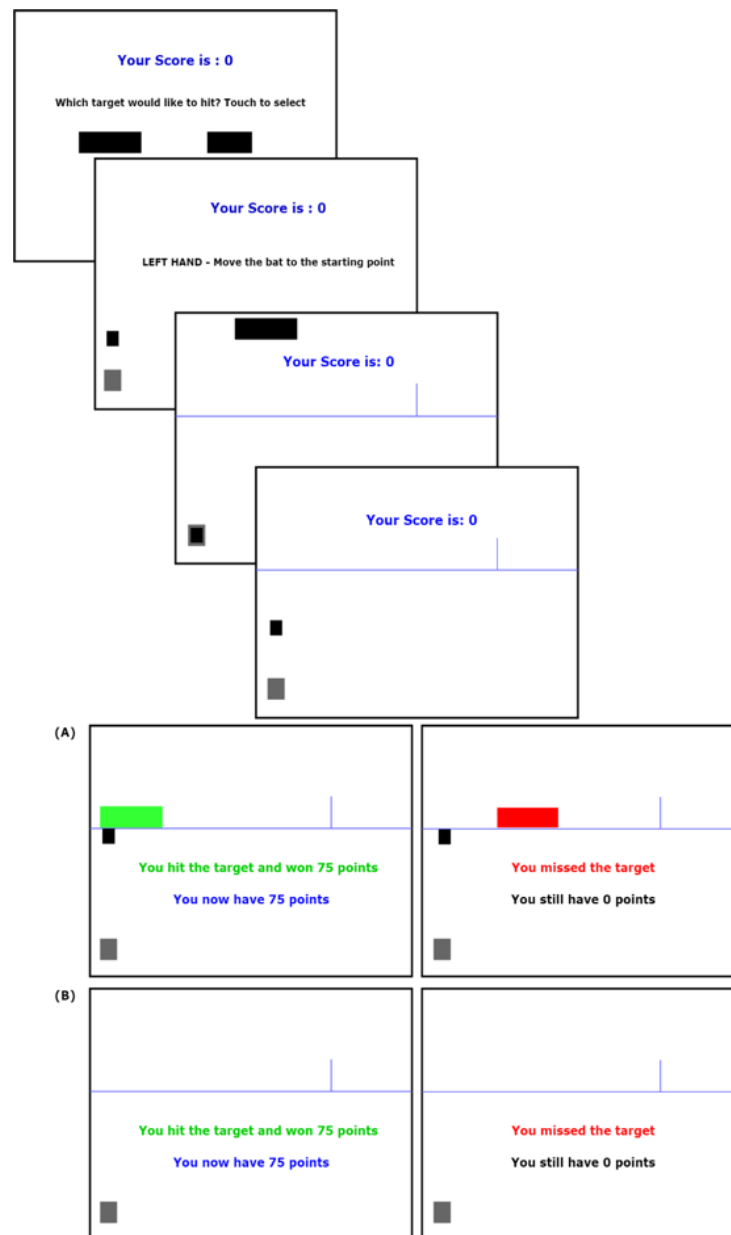 Your Score is : 0
Which target would like to hit? Touch to select
Your Score is : 0
LEFT HAND - Move the bat to the starting point
Your Score is: 0
Your Score is: 0
(A)
You hit the target and won 75 points
You now have 75 points
You missed the target
You still have 0 points
(B)
You hit the target and won 75 points
You now have 75 points
You missed the target
You still have 0 points